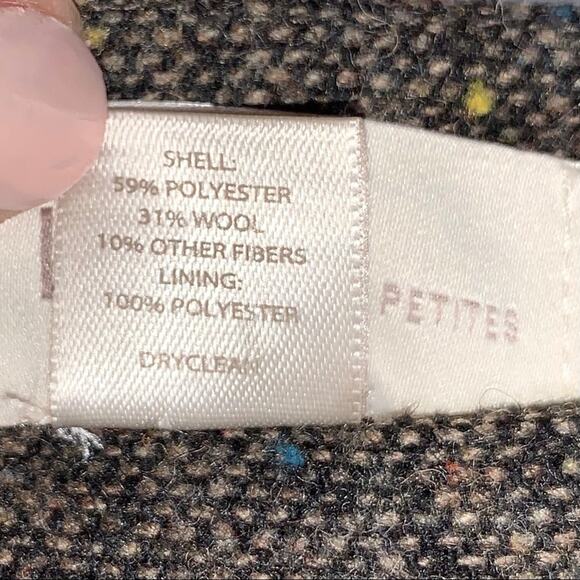 SHELL:
59% POLYESTER
31% WOOL
10% OTHER FIBERS
LINING:
100% POLYESTER
DRYCLEAN
PETITES